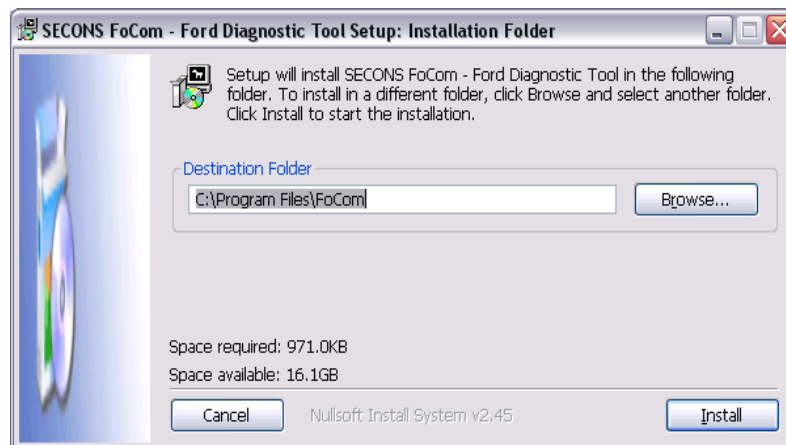 SECONS FoCom - Ford Diagnostic Tool Setup: Installation Folder
Setup will install SECONS FoCom - Ford Diagnostic Tool in the following
folder. To install in a different folder, click Browse and select another folder.
Click Install to start the installation.
Destination Folder
C:\Program Files\FoCom
Browse...
Space required: 971.0KB
Space available: 16.1GB
Cancel
Nullsoft Install System v2.45
Install